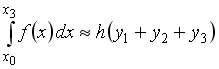 ∫_{x_0}^{x_3} f(x)dx ≈ h(y_1 + y_2 + y_3)